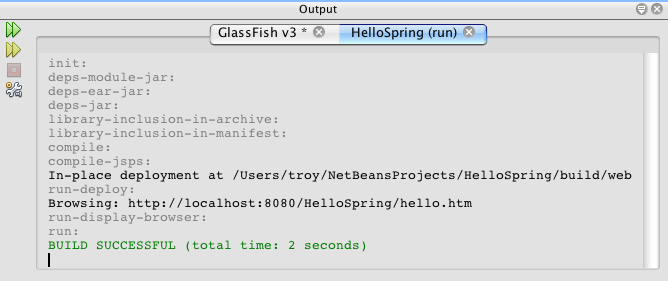 Output
GlassFish v3 *
HelloSpring (run)
init:
deps-module-jar:
deps-ear-jar:
deps-jar:
library-inclusion-in-archive:
library-inclusion-in-manifest:
compile:
compile-jsps:
In-place deployment at /Users/troy/NetBeansProjects/HelloSpring/build/web
run-deploy:
Browsing: http://localhost:8080/HelloSpring/hello.htm
run-display-browser:
run:
BUILD SUCCESSFUL (total time: 2 seconds)